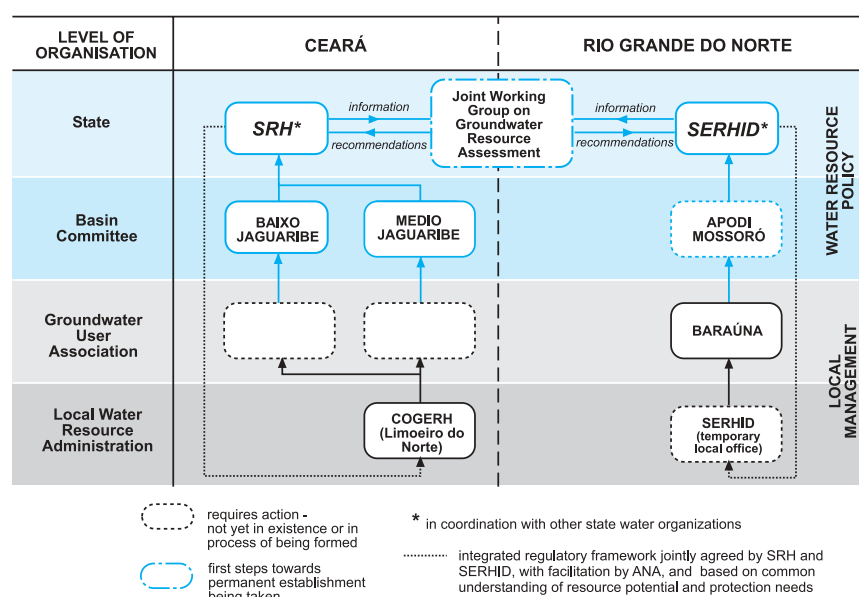 LEVEL OF
ORGANISATION
CEARÁ
RIO GRANDE DO NORTE
State
SRH*
information
recommendations
Joint Working
Group on
Groundwater
Resource
Assessment
information
recommendations
SERHID*
WATER RESOURCE
POLICY
Basin
Committee
BAIXO
JAGUARIBE
MEDIO
JAGUARIBE
APODI
MOSSORÓ
Groundwater
User
Association
BARAÚNA
LOCAL
MANAGEMENT
Local Water
Resource
Administration
COGERH
(Limoeiro do
Norte)
SERHID
(temporary
local office)
requires action -
not yet in existence or in
process of being formed
* in coordination with other state water organizations
first steps towards
permanent establishment
being taken
integrated regulatory framework jointly agreed by SRH and
SERHID, with facilitation by ANA, and based on common
understanding of resource potential and protection needs